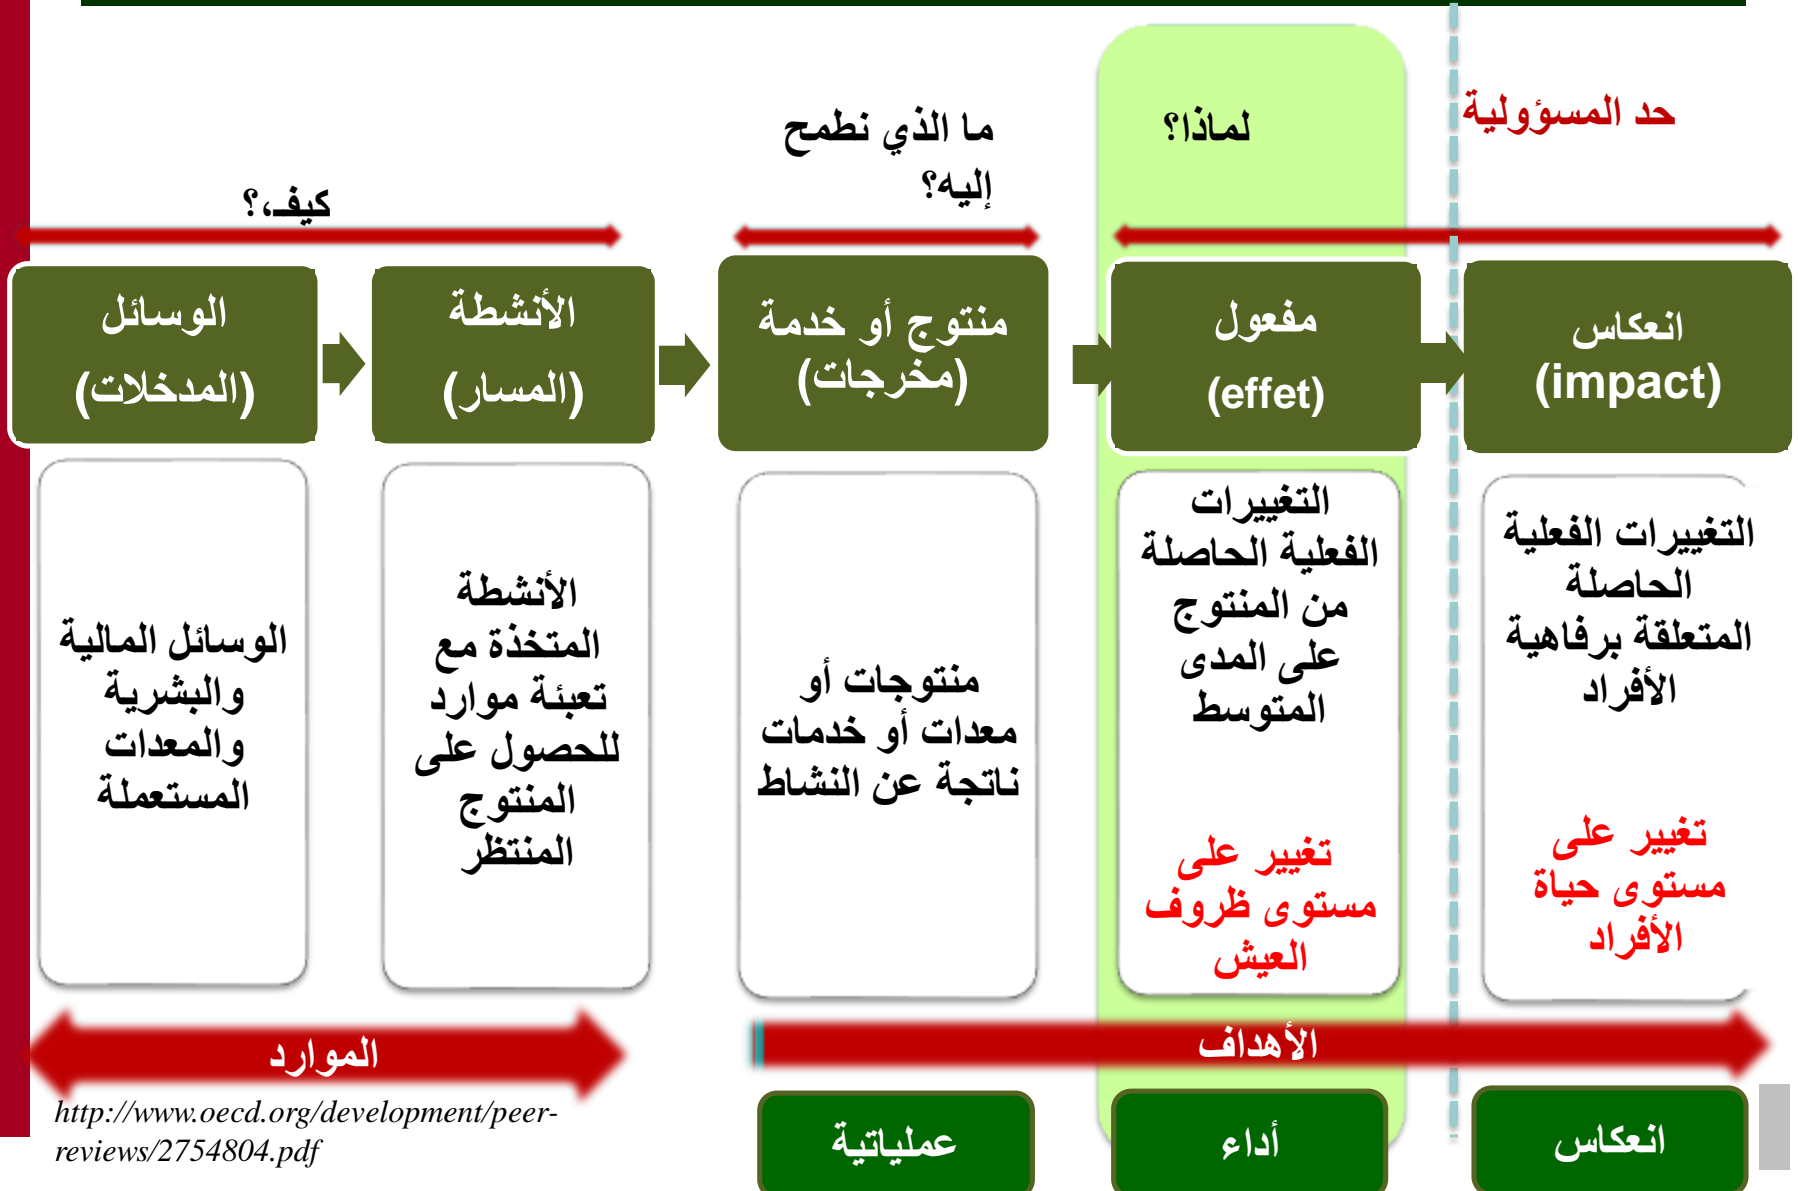 حد المسؤولية
لماذا؟
ما الذي نطمح
إليه؟
كيف،؟
الوسائل
(المدخلات)
الأنشطة
(المسار)
منتوج أو خدمة
(مخرجات)
مفعول
(effet)
انعكاس
(impact)
الوسائل المالية
والبشرية
والمعدات
المستعملة
الأنشطة
المتخذة مع
تعبئة موارد
للحصول على
المنتوج
المنتظر
منتوجات أو
معدات أو خدمات
ناتجة عن النشاط
التغييرات
الفعلية الحاصلة
من المنتوج
على المدى
المتوسط
تغيير على
مستوى ظروف
العيش
التغييرات الفعلية
الحاصلة
المتعلقة برفاهية
الأفراد
تغيير على
مستوى حياة
الأفراد
الموارد
الأهداف
http://www.oecd.org/development/peer-
reviews/2754804.pdf
عملياتية
أداء
انعكاس